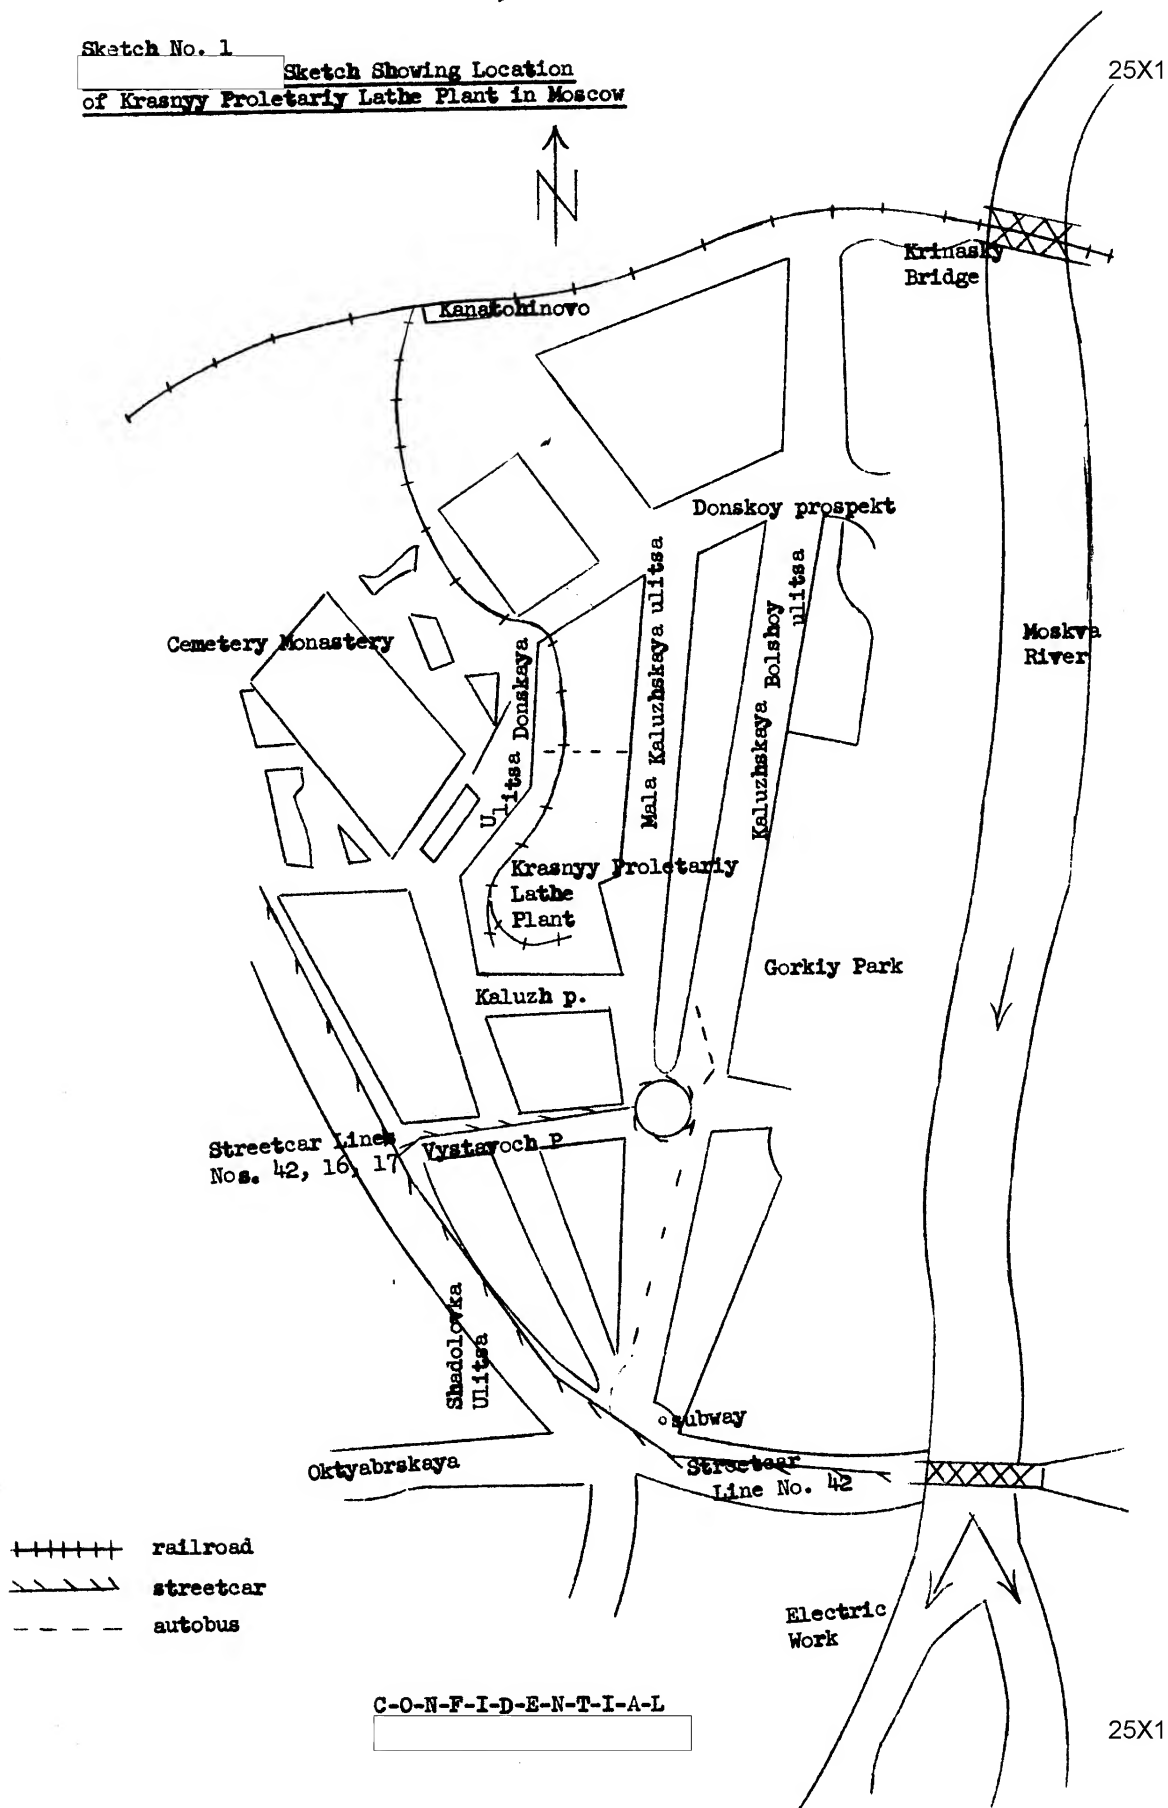 Sketch No. 1
25X1
Sketch Showing Location
of Krasnyy Proletariy Lathe Plant in Moscow
N
Krinasky
Bridge
Kanatchinovo
Donskoy prospekt
Mala Kaluzhskaya ulitsa
Kaluzhskaya Bolshoy
ulitsa
Cemetery Monastery
Moskva
River
Ulitsa Donskaya
Krasnyy Proletariy
Lathe
Plant
Gorkiy Park
Kaluzh p.
Streetcar Lines
Nos. 42, 16, 17
Vystavoch P
Shadolovka
Ulitsa
subway
Oktyabrskaya
Streetcar
Line No. 42
railroad
streetcar
autobus
Electric
Work
C-O-N-F-I-D-E-N-T-I-A-L
25X1